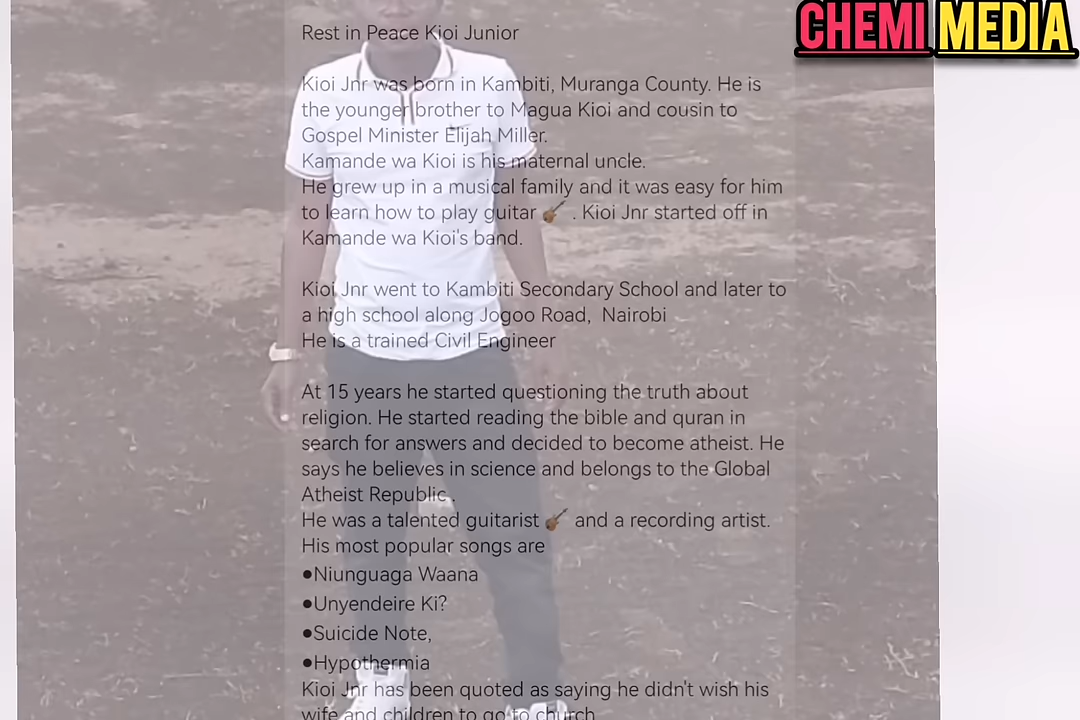 CHEMI MEDIA
Rest in Peace Kioi Junior
Kioi Jnr was born in Kambiti, Muranga County. He is
the younger brother to Magua Kioi and cousin to
Gospel Minister Elijah Miller.
Kamande wa Kioi is his maternal uncle.
He grew up in a musical family and it was easy for him
to learn how to play guitar 🎸 . Kioi Jnr started off in
Kamande wa Kioi's band.
Kioi Jnr went to Kambiti Secondary School and later to
a high school along Jogoo Road, Nairobi
He is a trained Civil Engineer
At 15 years he started questioning the truth about
religion. He started reading the bible and quran in
search for answers and decided to become atheist. He
says he believes in science and belongs to the Global
Atheist Republic .
He was a talented guitarist 🎸 and a recording artist.
His most popular songs are
●Niunguaga Waana
●Unyendeire Ki?
●Suicide Note,
●Hypothermia
Kioi Jnr has been quoted as saying he didn't wish his
wife and children to go to church